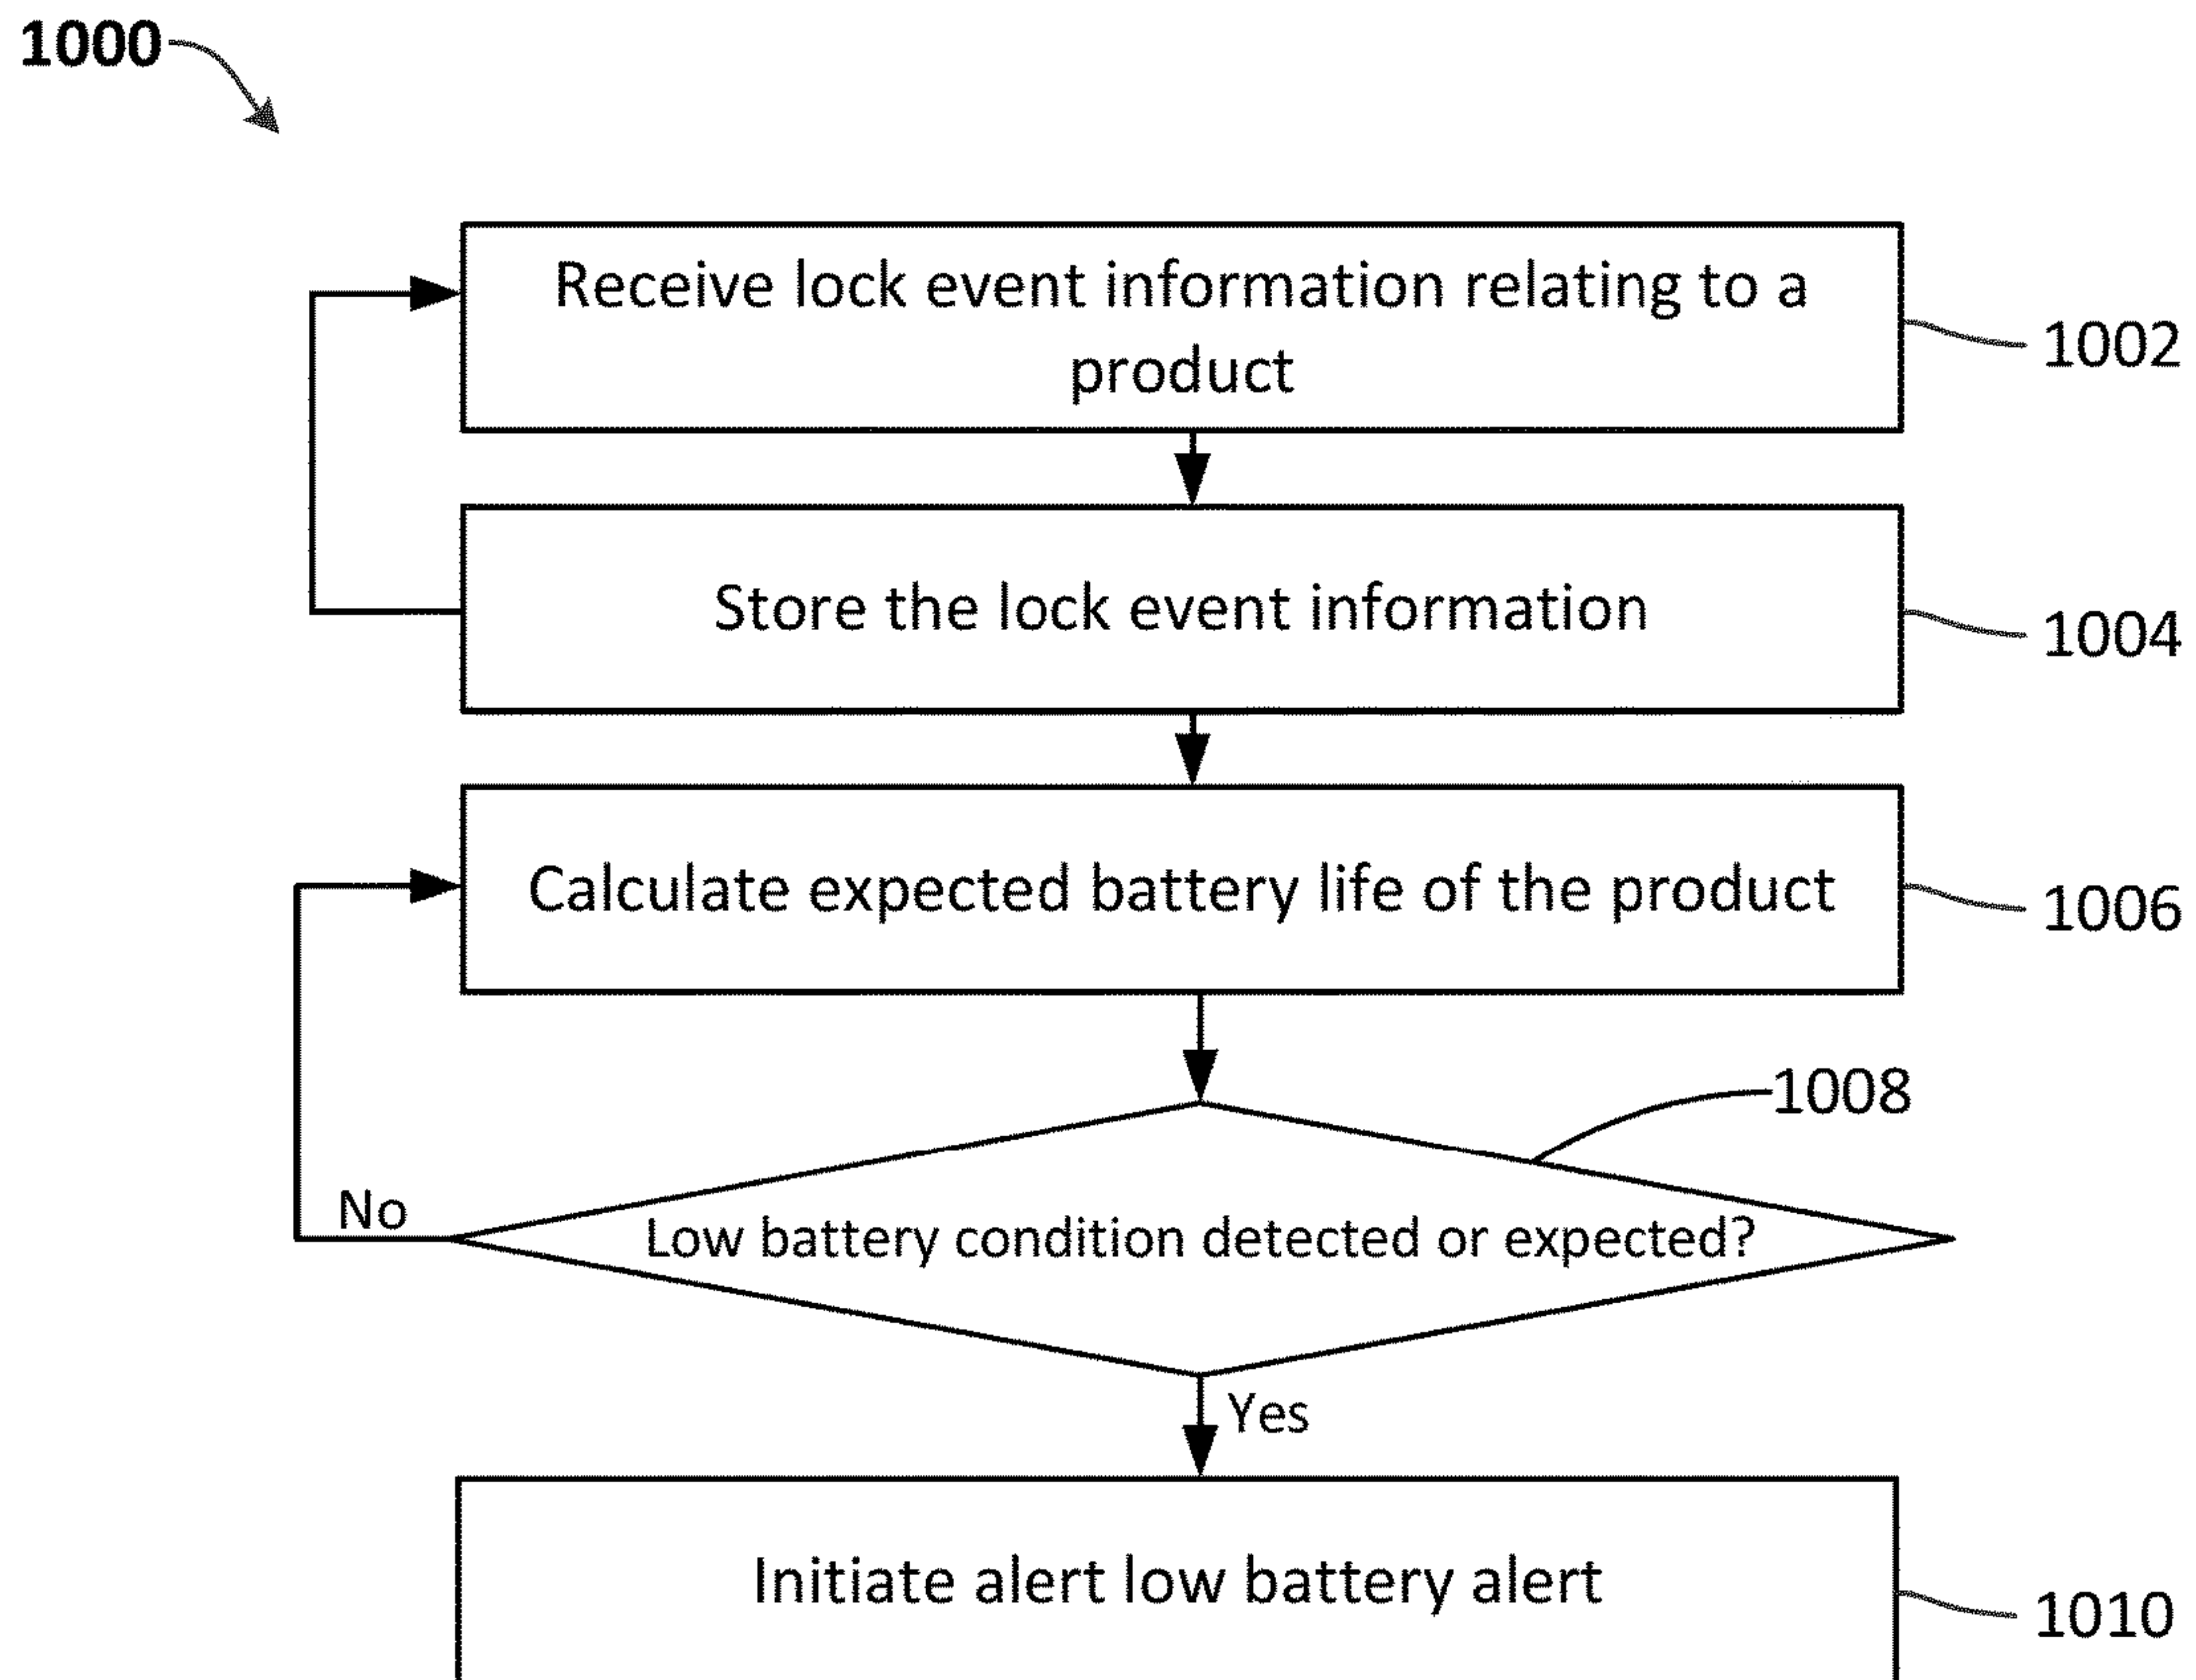 1000
Receive lock event information relating to a
product
1002
Store the lock event information
1004
Calculate expected battery life of the product
1006
1008
No
Low battery condition detected or expected?
Yes
Initiate alert low battery alert
1010